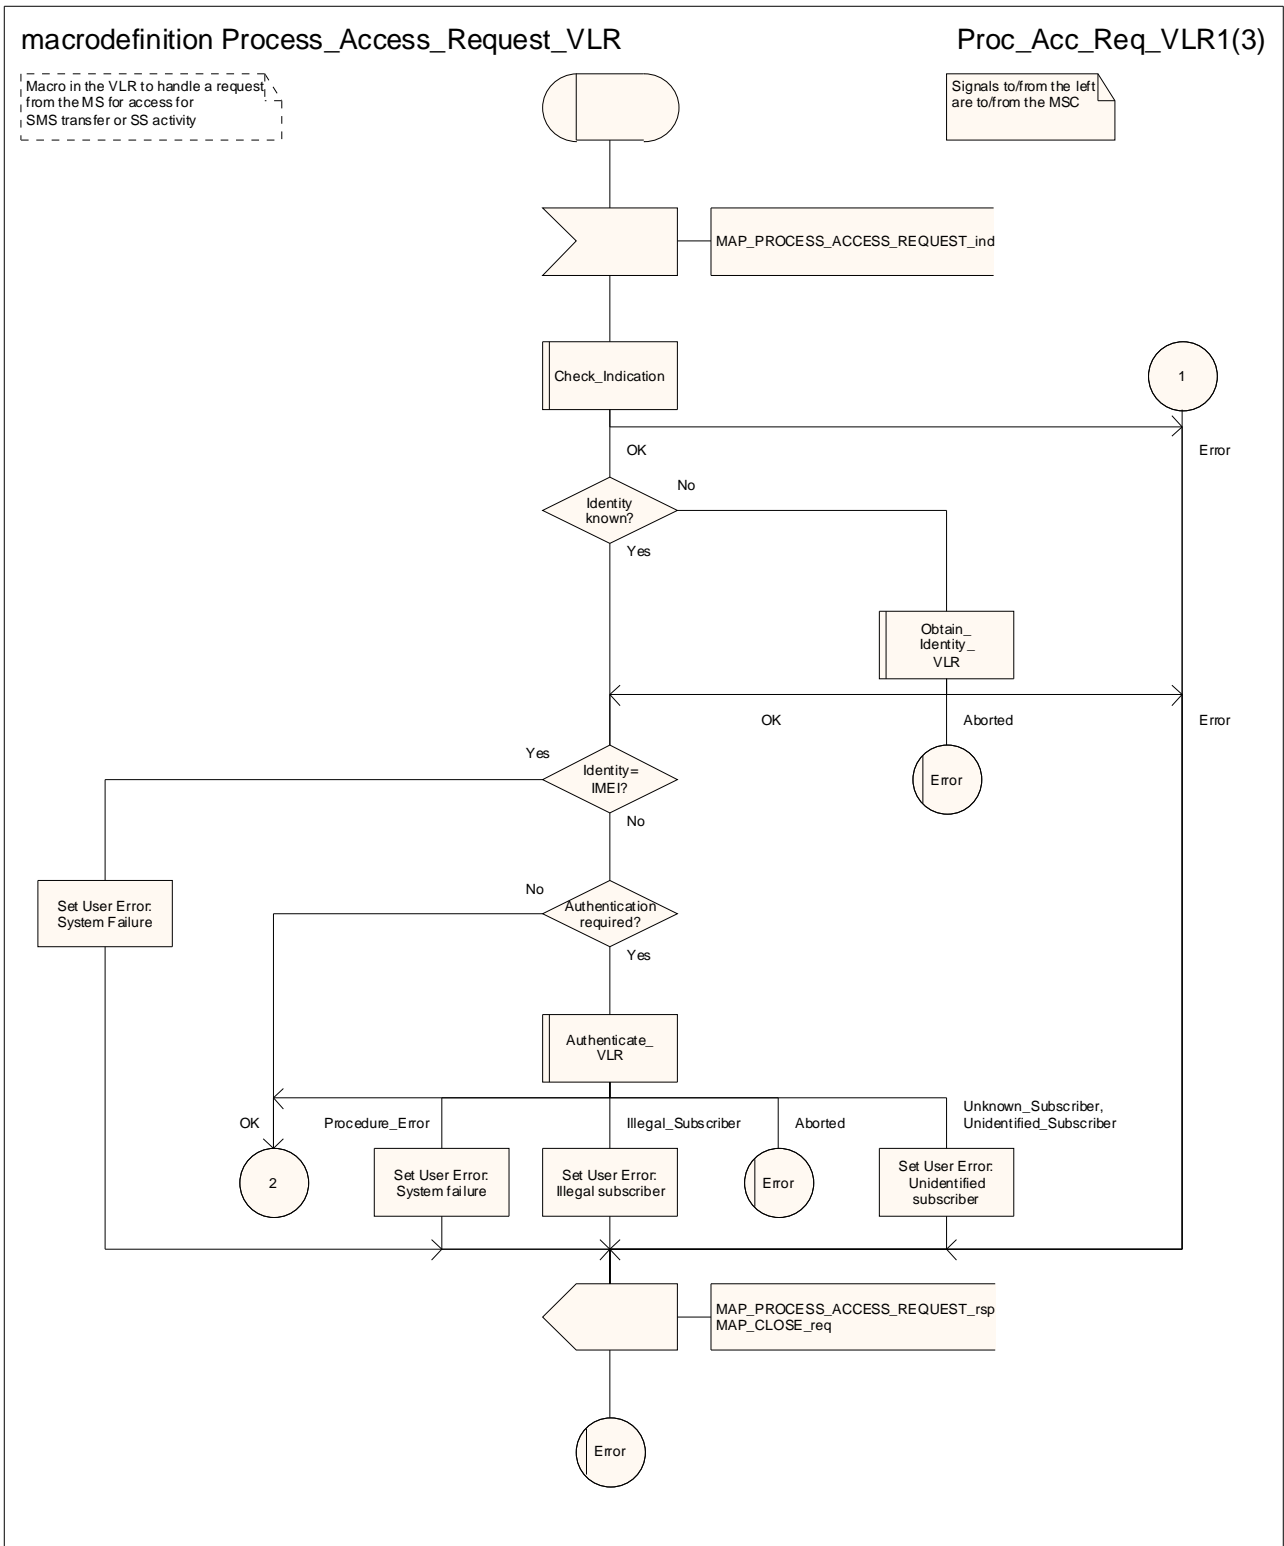 macrodefinition Process_Access_Request_VLR
Proc_Acc_Req_VLR1(3)
Macro in the VLR to handle a request
from the MS for access for
SMS transfer or SS activity
Signals to/from the left
are to/from the MSC
MAP_PROCESS_ACCESS_REQUEST_ind
Check_Indication
1
OK
Error
Identity
known?
No
Yes
Obtain_
Identity_
VLR
OK
Aborted
Error
Yes
Identity=
IMEI?
Error
No
Set User Error:
System Failure
No
Authentication
required?
Yes
Authenticate_
VLR
OK
Procedure_Error
Illegal_Subscriber
Aborted
Unknown_Subscriber,
Unidentified_Subscriber
2
Set User Error:
System failure
Set User Error:
Illegal subscriber
Error
Set User Error:
Unidentified
subscriber
MAP_PROCESS_ACCESS_REQUEST_rsp
MAP_CLOSE_req
Error